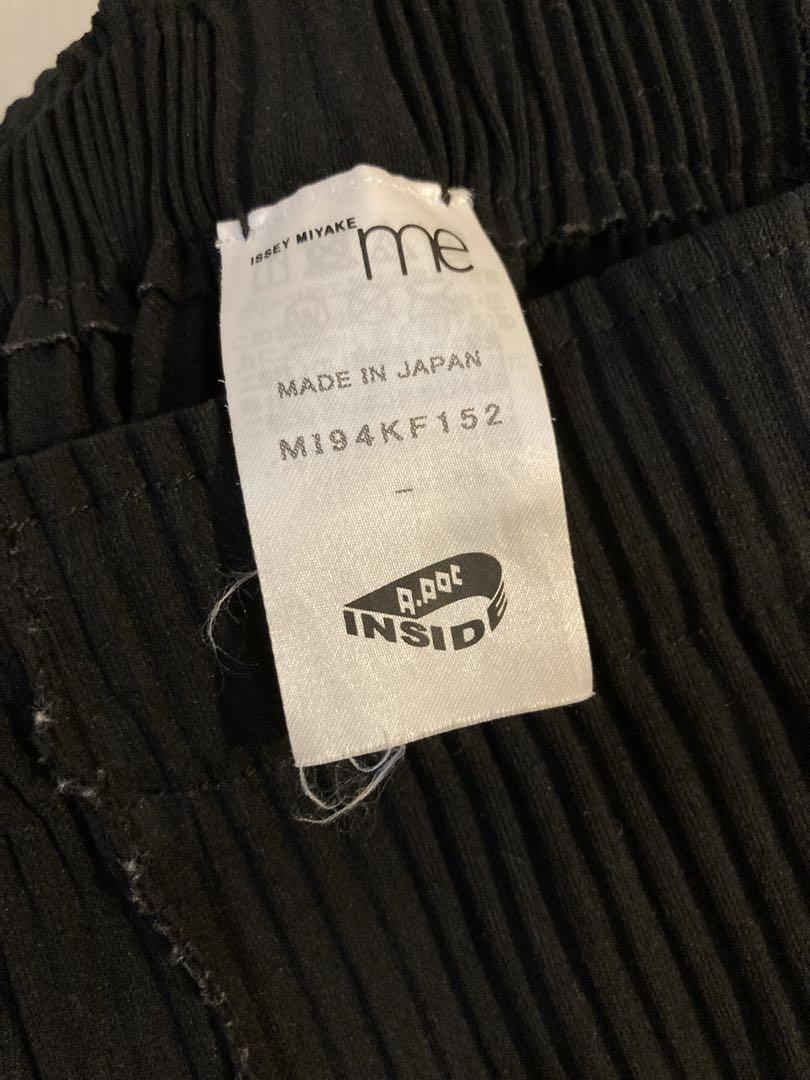 ISSEY MIYAKE
me
MADE IN JAPAN
MI94KF152
–
A.POC
INSIDE